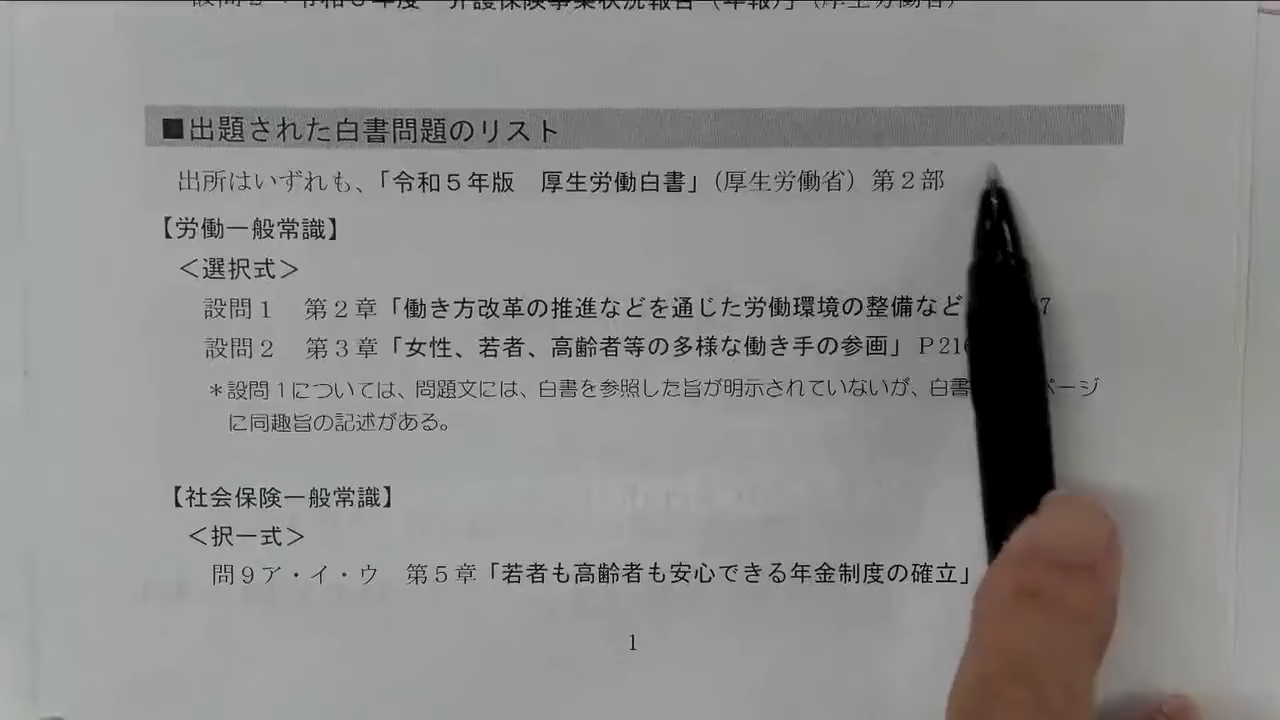 ■出題された白書問題のリスト
出所はいずれも、「令和５年版　厚生労働白書」（厚生労働省）第２部
【労働一般常識】
＜選択式＞
設問１　第２章「働き方改革の推進などを通じた労働環境の整備など
設問２　第３章「女性、若者、高齢者等の多様な働き手の参画」Ｐ21
＊設問１については、問題文には、白書を参照した旨が明示されていないが、白書　ページ
に同趣旨の記述がある。
【社会保険一般常識】
＜択一式＞
問９ア・イ・ウ　第５章「若者も高齢者も安心できる年金制度の確立」
1